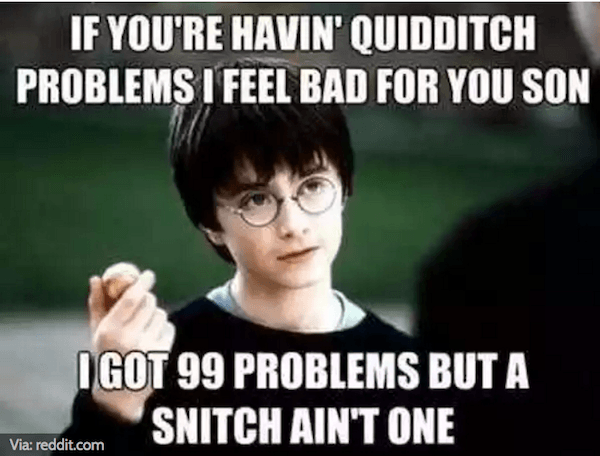 IF YOU'RE HAVIN' QUIDDITCH
PROBLEMS I FEEL BAD FOR YOU SON
I GOT 99 PROBLEMS BUT A
SNITCH AIN'T ONE
Via: reddit.com